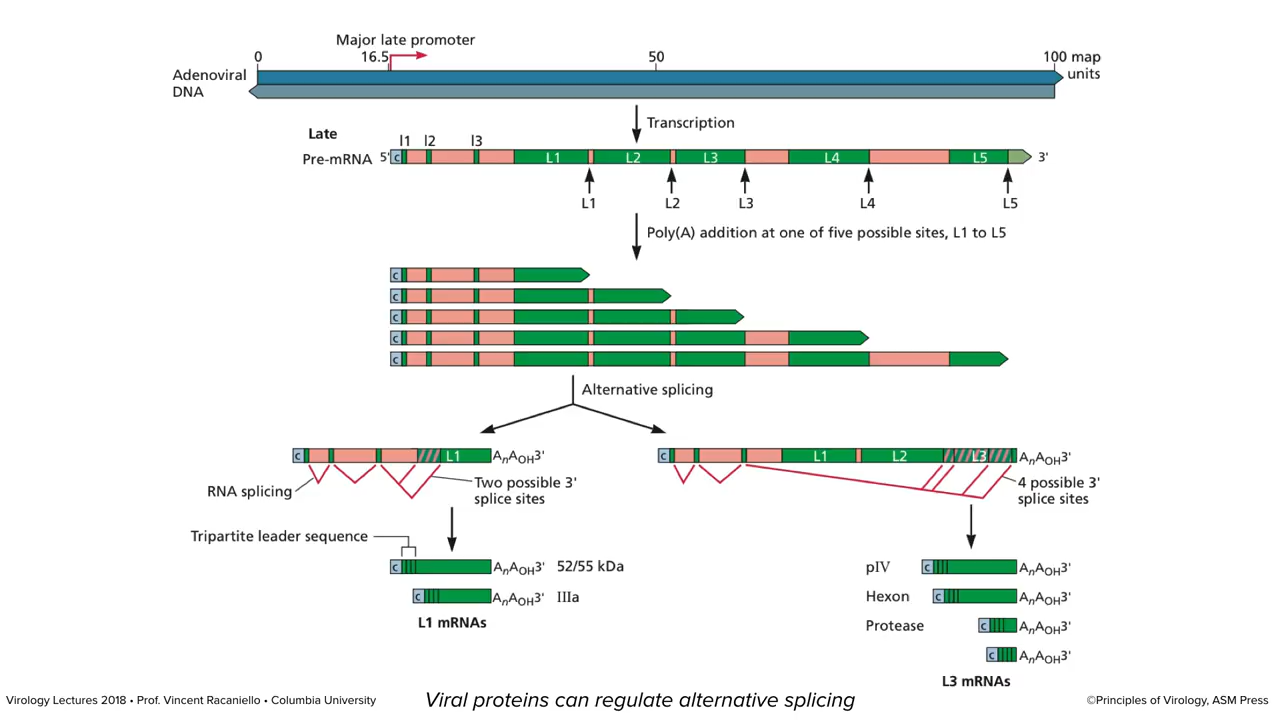 Major late promoter
0
16.5
50
100 map
units
Adenoviral
DNA
Transcription
Late
l1 l2 l3
Pre-mRNA 5' c L1 L2 L3 L4 L5 3'
L1 L2 L3 L4 L5
Poly(A) addition at one of five possible sites, L1 to L5
c
c
c
c
c
Alternative splicing
c L1 AnAOH3'
c L1 L2 L3 AnAOH3'
RNA splicing
Two possible 3'
splice sites
4 possible 3'
splice sites
Tripartite leader sequence
c AnAOH3' 52/55 kDa
c AnAOH3' IIIa
L1 mRNAs
pIV c AnAOH3'
Hexon c AnAOH3'
Protease c AnAOH3'
c AnAOH3'
L3 mRNAs
Virology Lectures 2018 • Prof. Vincent Racaniello • Columbia University
Viral proteins can regulate alternative splicing
©Principles of Virology, ASM Press